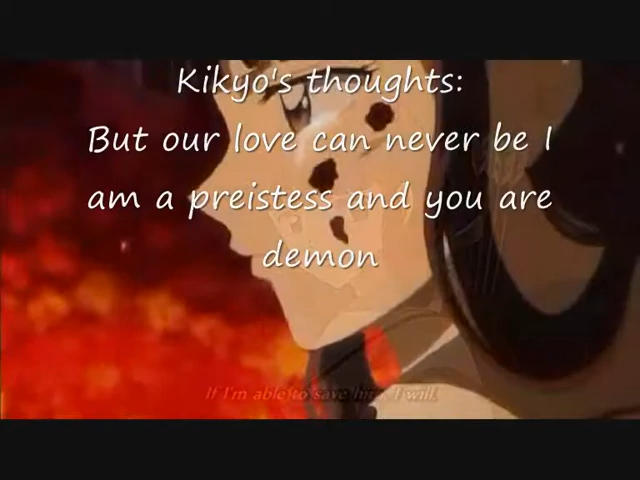 Kikyo's thoughts:
But our love can never be I
am a preistess and you are
demon
If I'm able to save him, I will.